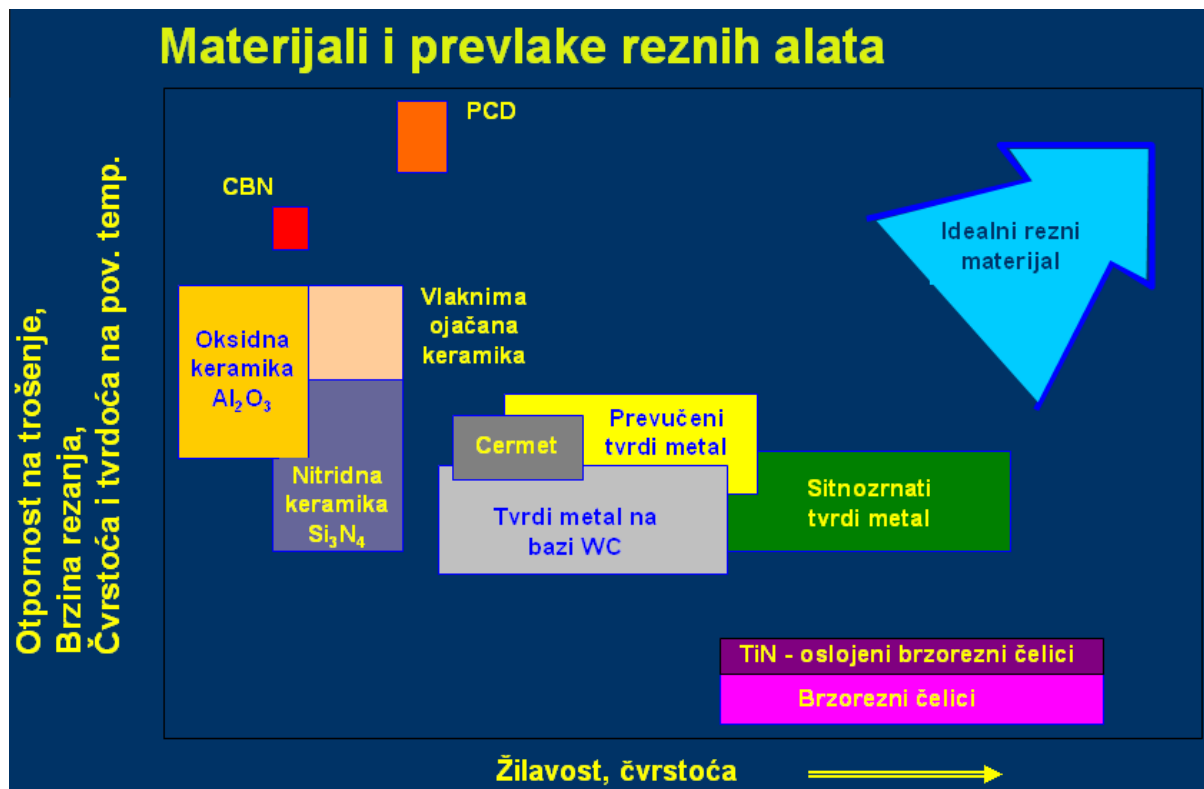 Materijali i prevlake reznih alata
Otpornost na trošenje,
Brzina rezanja,
Čvrstoća i tvrdoća na pov. temp.
PCD
CBN
Idealni rezni
materijal
Oksidna
keramika
Al₂O₃
Vlaknima
ojačana
keramika
Nitridna
keramika
Si₃N₄
Cermet
Prevučeni
tvrdi metal
Tvrdi metal na
bazi WC
Sitnozrnati
tvrdi metal
TiN - oslojeni brzorezni čelici
Brzorezni čelici
Žilavost, čvrstoća